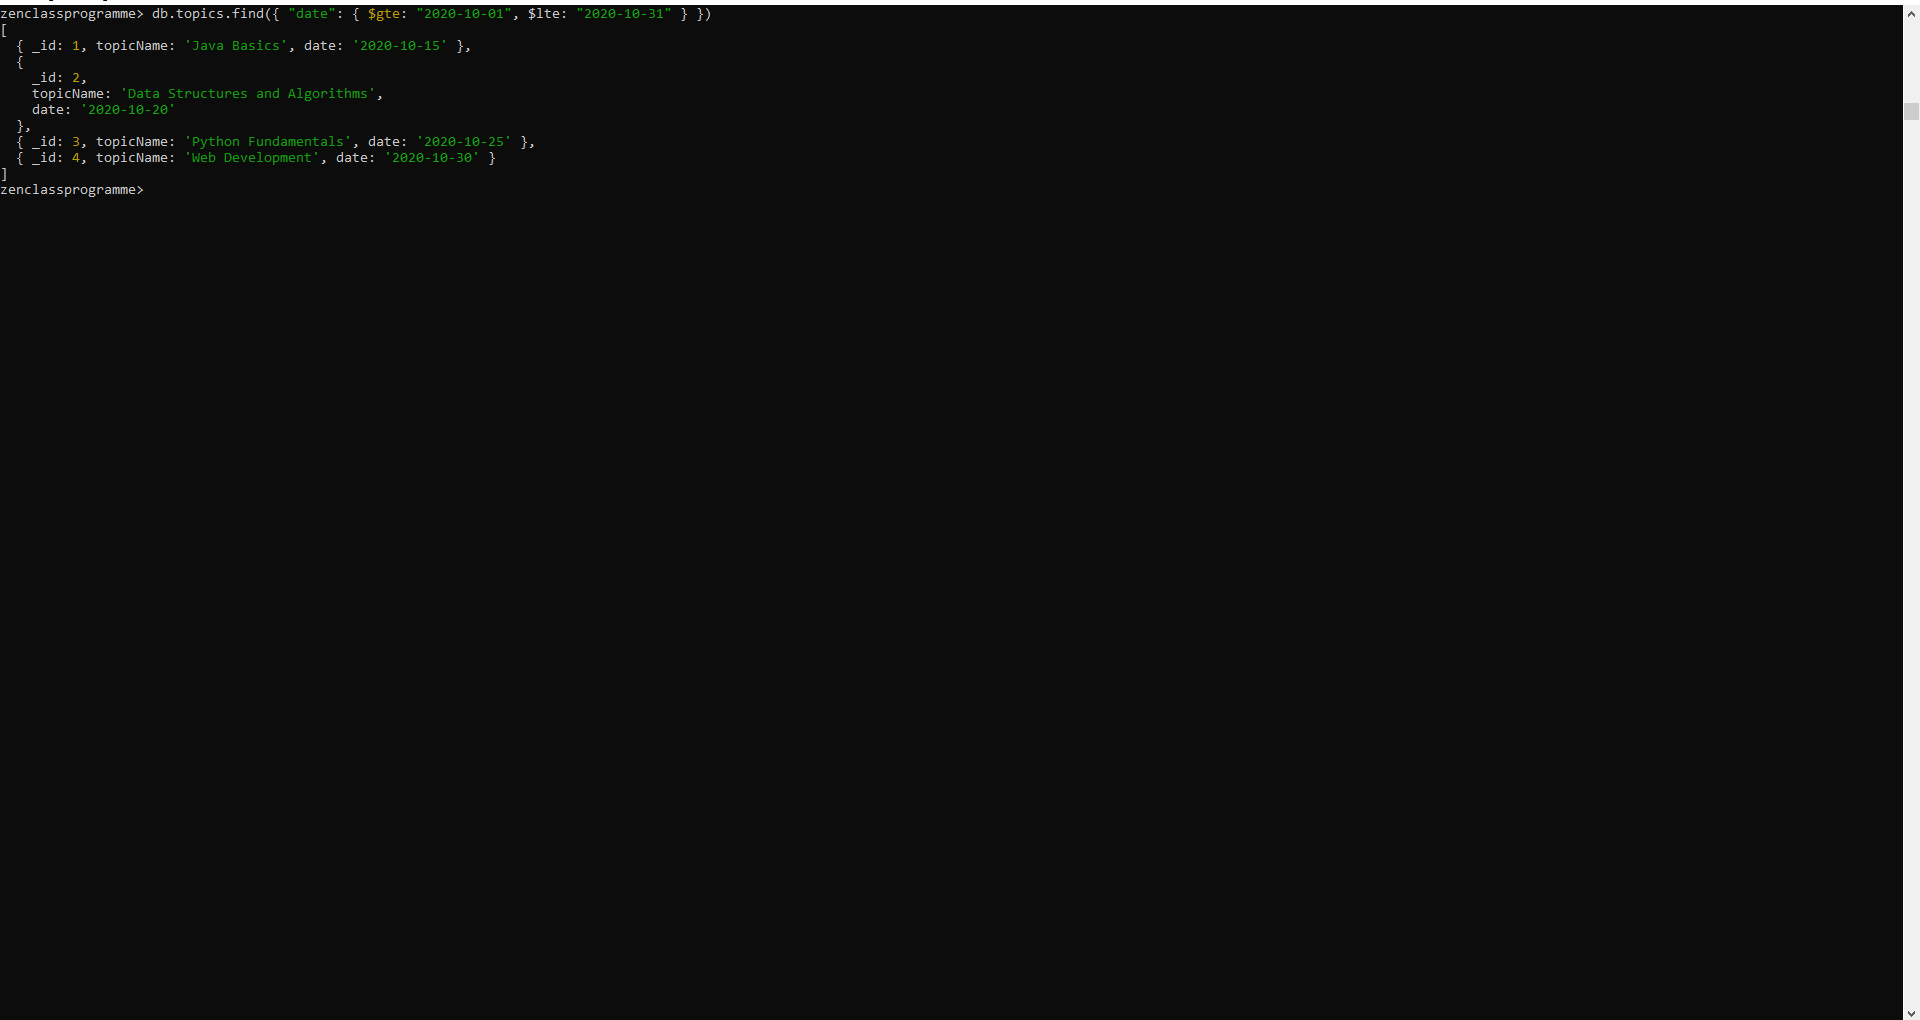 zenclassprogramme> db.topics.find({ "date": { $gte: "2020-10-01", $lte: "2020-10-31" } })
[
  { _id: 1, topicName: 'Java Basics', date: '2020-10-15' },
  {
    _id: 2,
    topicName: 'Data Structures and Algorithms',
    date: '2020-10-20'
  },
  { _id: 3, topicName: 'Python Fundamentals', date: '2020-10-25' },
  { _id: 4, topicName: 'Web Development', date: '2020-10-30' }
]
zenclassprogramme>